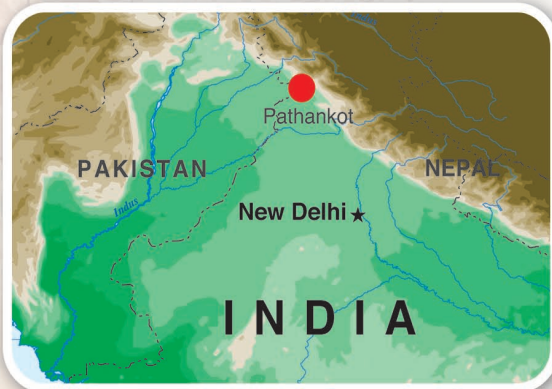 Pathankot
PAKISTAN
NEPAL
Indus
New Delhi
INDIA